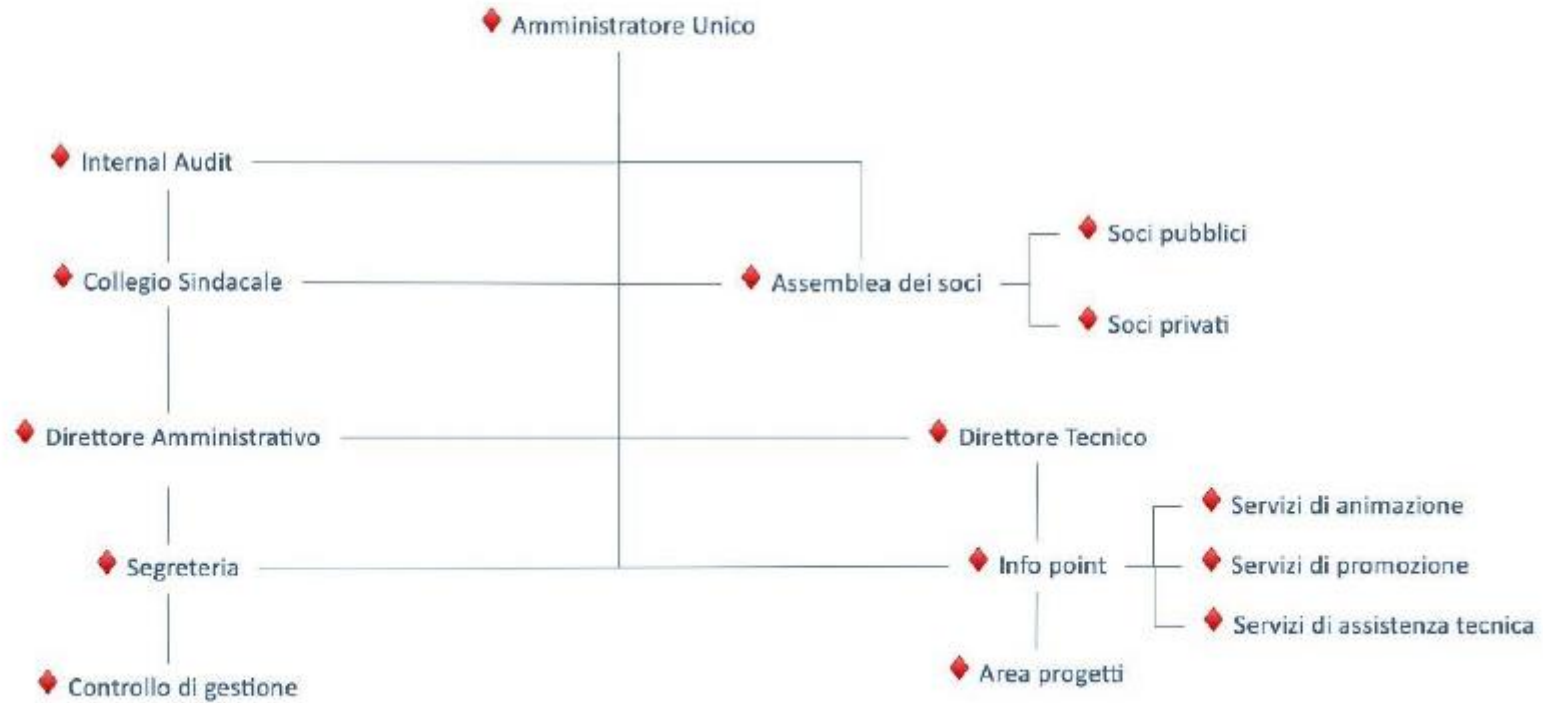 Amministratore Unico
Internal Audit
Soci pubblici
Collegio Sindacale
Assemblea dei soci
Soci privati
Direttore Amministrativo
Direttore Tecnico
Servizi di animazione
Segreteria
Info point
Servizi di promozione
Servizi di assistenza tecnica
Controllo di gestione
Area progetti